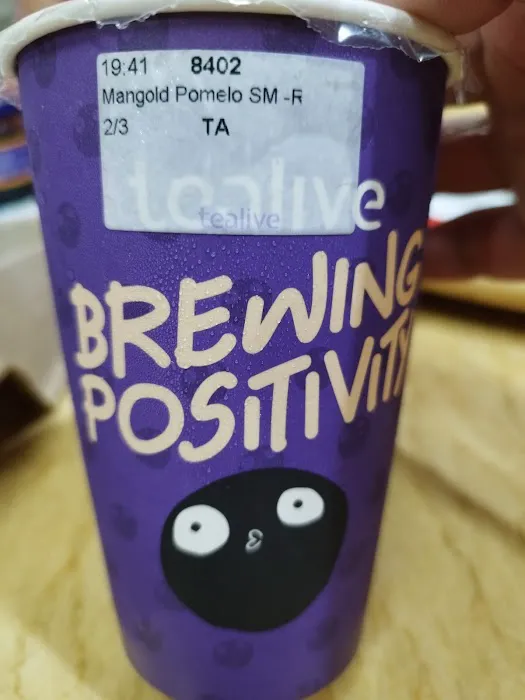 19:41 8402
Mangold Pomelo SM -R
2/3 TA
tealive
tealive
BREWING
POSITIVITY